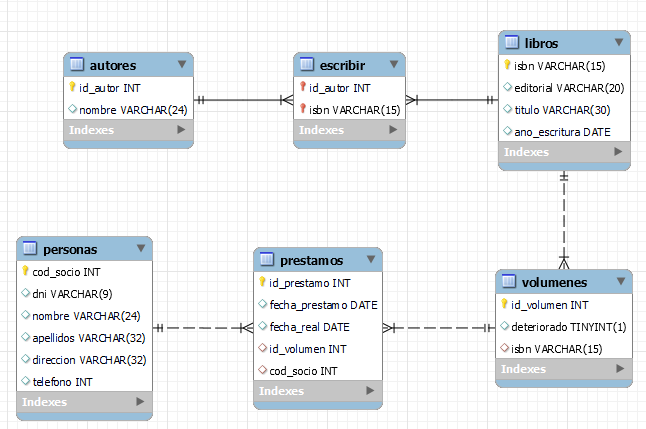 autores
id_autor INT
nombre VARCHAR(24)
Indexes
escribir
id_autor INT
isbn VARCHAR(15)
Indexes
libros
isbn VARCHAR(15)
editorial VARCHAR(20)
titulo VARCHAR(30)
ano_escritura DATE
Indexes
personas
cod_socio INT
dni VARCHAR(9)
nombre VARCHAR(24)
apellidos VARCHAR(32)
direccion VARCHAR(32)
telefono INT
Indexes
prestamos
id_prestamo INT
fecha_prestamo DATE
fecha_real DATE
id_volumen INT
cod_socio INT
Indexes
volumenes
id_volumen INT
deteriorado TINYINT(1)
isbn VARCHAR(15)
Indexes